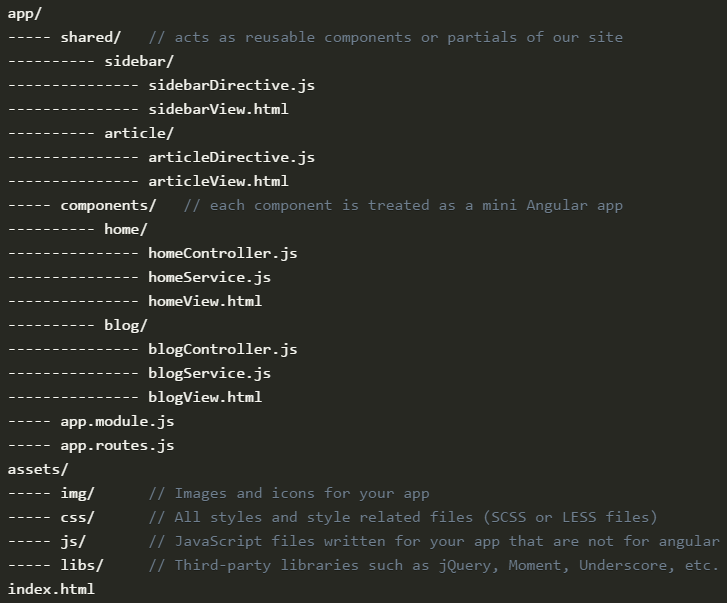 app/
----- shared/   // acts as reusable components or partials of our site
---------- sidebar/
--------------- sidebarDirective.js
--------------- sidebarView.html
---------- article/
--------------- articleDirective.js
--------------- articleView.html
----- components/   // each component is treated as a mini Angular app
---------- home/
--------------- homeController.js
--------------- homeService.js
--------------- homeView.html
---------- blog/
--------------- blogController.js
--------------- blogService.js
--------------- blogView.html
----- app.module.js
----- app.routes.js
assets/
----- img/      // Images and icons for your app
----- css/      // All styles and style related files (SCSS or LESS files)
----- js/       // JavaScript files written for your app that are not for angular
----- libs/     // Third-party libraries such as jQuery, Moment, Underscore, etc.
index.html